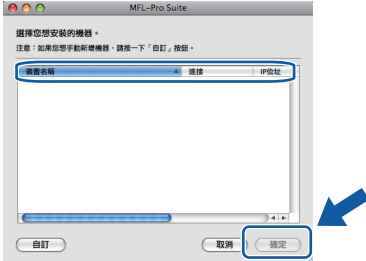 MFL-Pro Suite
選擇您想安裝的機器。
注意：如果您想手動新增機器，請按一下「自訂」按鈕。
裝置名稱 連接 IP位址
自訂 取消 確定